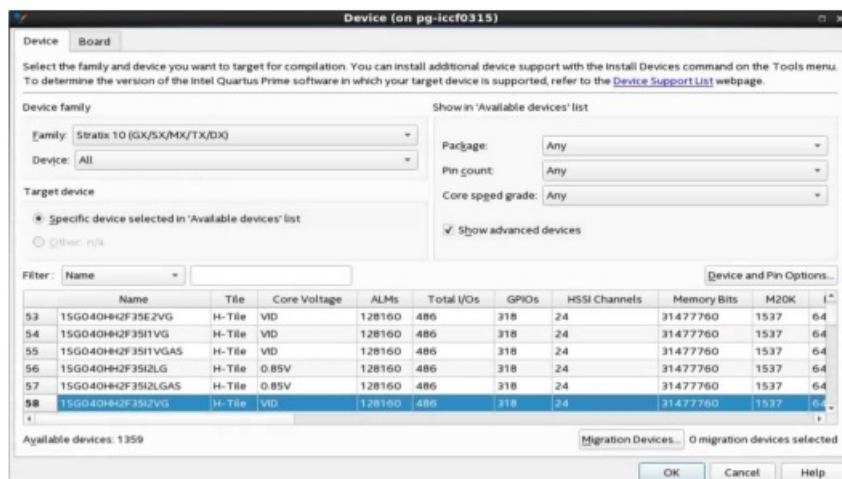 Device (on pg-iccf0315)
Device Board
Select the family and device you want to target for compilation. You can install additional device support with the Install Devices command on the Tools menu.
To determine the version of the Intel Quartus Prime software in which your target device is supported, refer to the Device Support List webpage.
Device family
Family: Stratix 10 (GX/SX/MX/TX/DX)
Device: All
Show in 'Available devices' list
Package: Any
Pin count: Any
Core speed grade: Any
Show advanced devices
Target device
Specific device selected in 'Available devices' list
Other: n/a
Filter: Name
Device and Pin Options...
Name Tile Core Voltage ALMs Total I/Os GPIOs HSSI Channels Memory Bits M20K
53 1SG040HH2F35E2VG H-Tile VID 128160 486 318 24 31477760 1537 64
54 1SG040HH2F35I1VG H-Tile VID 128160 486 318 24 31477760 1537 64
55 1SG040HH2F35I1VGAS H-Tile VID 128160 486 318 24 31477760 1537 64
56 1SG040HH2F35I2LG H-Tile 0.85V 128160 486 318 24 31477760 1537 64
57 1SG040HH2F35I2LGAS H-Tile 0.85V 128160 486 318 24 31477760 1537 64
58 1SG040HH2F35I2VG H-Tile VID 128160 486 318 24 31477760 1537 64
Available devices: 1359
Migration Devices... 0 migration devices selected
OK Cancel Help